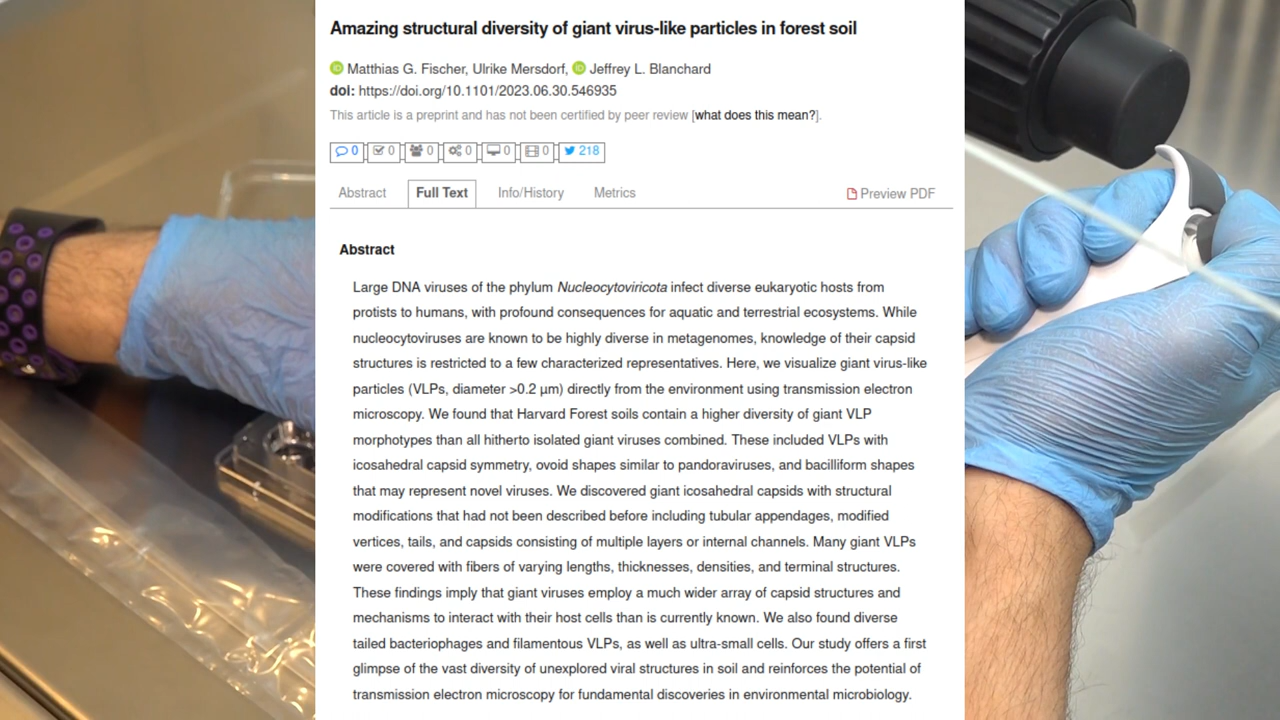 Amazing structural diversity of giant virus-like particles in forest soil
iD Matthias G. Fischer, Ulrike Mersdorf, iD Jeffrey L. Blanchard
doi: https://doi.org/10.1101/2023.06.30.546935
This article is a preprint and has not been certified by peer review [what does this mean?].
0 0 0 0 0 0 218
Abstract Full Text Info/History Metrics Preview PDF
Abstract
Large DNA viruses of the phylum Nucleocytoviricota infect diverse eukaryotic hosts from
protists to humans, with profound consequences for aquatic and terrestrial ecosystems. While
nucleocytoviruses are known to be highly diverse in metagenomes, knowledge of their capsid
structures is restricted to a few characterized representatives. Here, we visualize giant virus-like
particles (VLPs, diameter >0.2 µm) directly from the environment using transmission electron
microscopy. We found that Harvard Forest soils contain a higher diversity of giant VLP
morphotypes than all hitherto isolated giant viruses combined. These included VLPs with
icosahedral capsid symmetry, ovoid shapes similar to pandoraviruses, and bacilliform shapes
that may represent novel viruses. We discovered giant icosahedral capsids with structural
modifications that had not been described before including tubular appendages, modified
vertices, tails, and capsids consisting of multiple layers or internal channels. Many giant VLPs
were covered with fibers of varying lengths, thicknesses, densities, and terminal structures.
These findings imply that giant viruses employ a much wider array of capsid structures and
mechanisms to interact with their host cells than is currently known. We also found diverse
tailed bacteriophages and filamentous VLPs, as well as ultra-small cells. Our study offers a first
glimpse of the vast diversity of unexplored viral structures in soil and reinforces the potential of
transmission electron microscopy for fundamental discoveries in environmental microbiology.